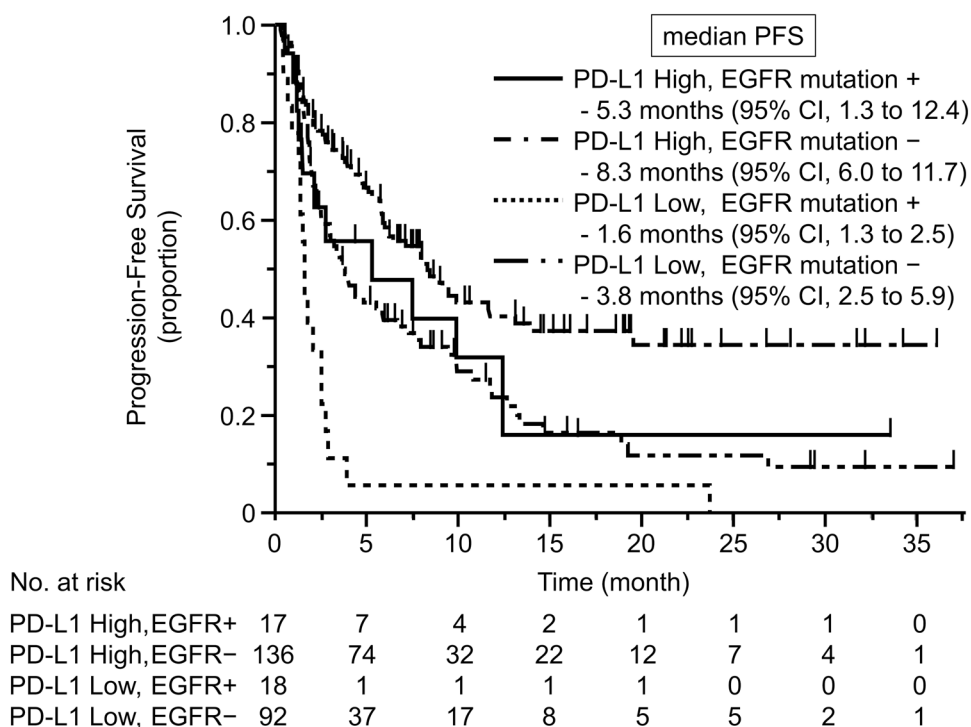 median PFS
PD-L1 High, EGFR mutation +
- 5.3 months (95% CI, 1.3 to 12.4)
PD-L1 High, EGFR mutation −
- 8.3 months (95% CI, 6.0 to 11.7)
PD-L1 Low, EGFR mutation +
- 1.6 months (95% CI, 1.3 to 2.5)
PD-L1 Low, EGFR mutation −
- 3.8 months (95% CI, 2.5 to 5.9)
Progression-Free Survival
(proportion)
1.0
0.8
0.6
0.4
0.2
0
0 5 10 15 20 25 30 35
Time (month)
No. at risk
PD-L1 High,EGFR+ 17 7 4 2 1 1 1 0
PD-L1 High,EGFR− 136 74 32 22 12 7 4 1
PD-L1 Low, EGFR+ 18 1 1 1 1 0 0 0
PD-L1 Low, EGFR− 92 37 17 8 5 5 2 1